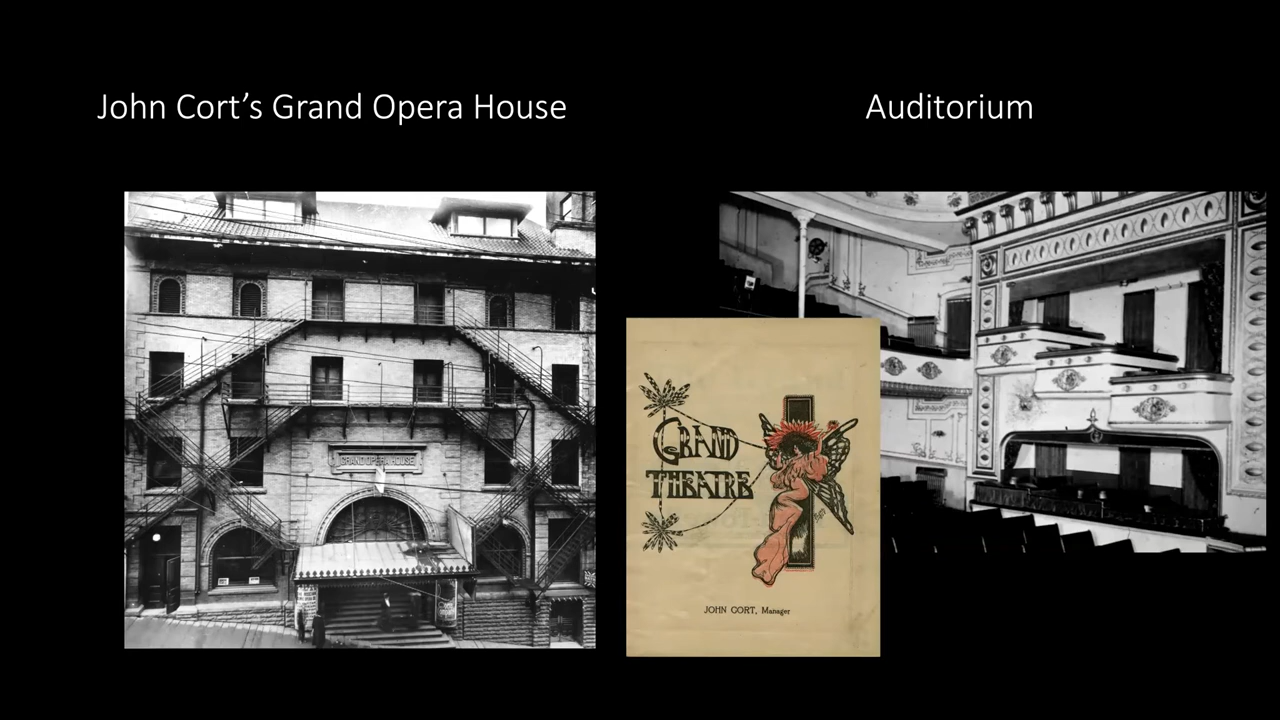 John Cort’s Grand Opera House
Auditorium
GRAND OPERA HOUSE
GRAND
THEATRE
JOHN CORT, Manager